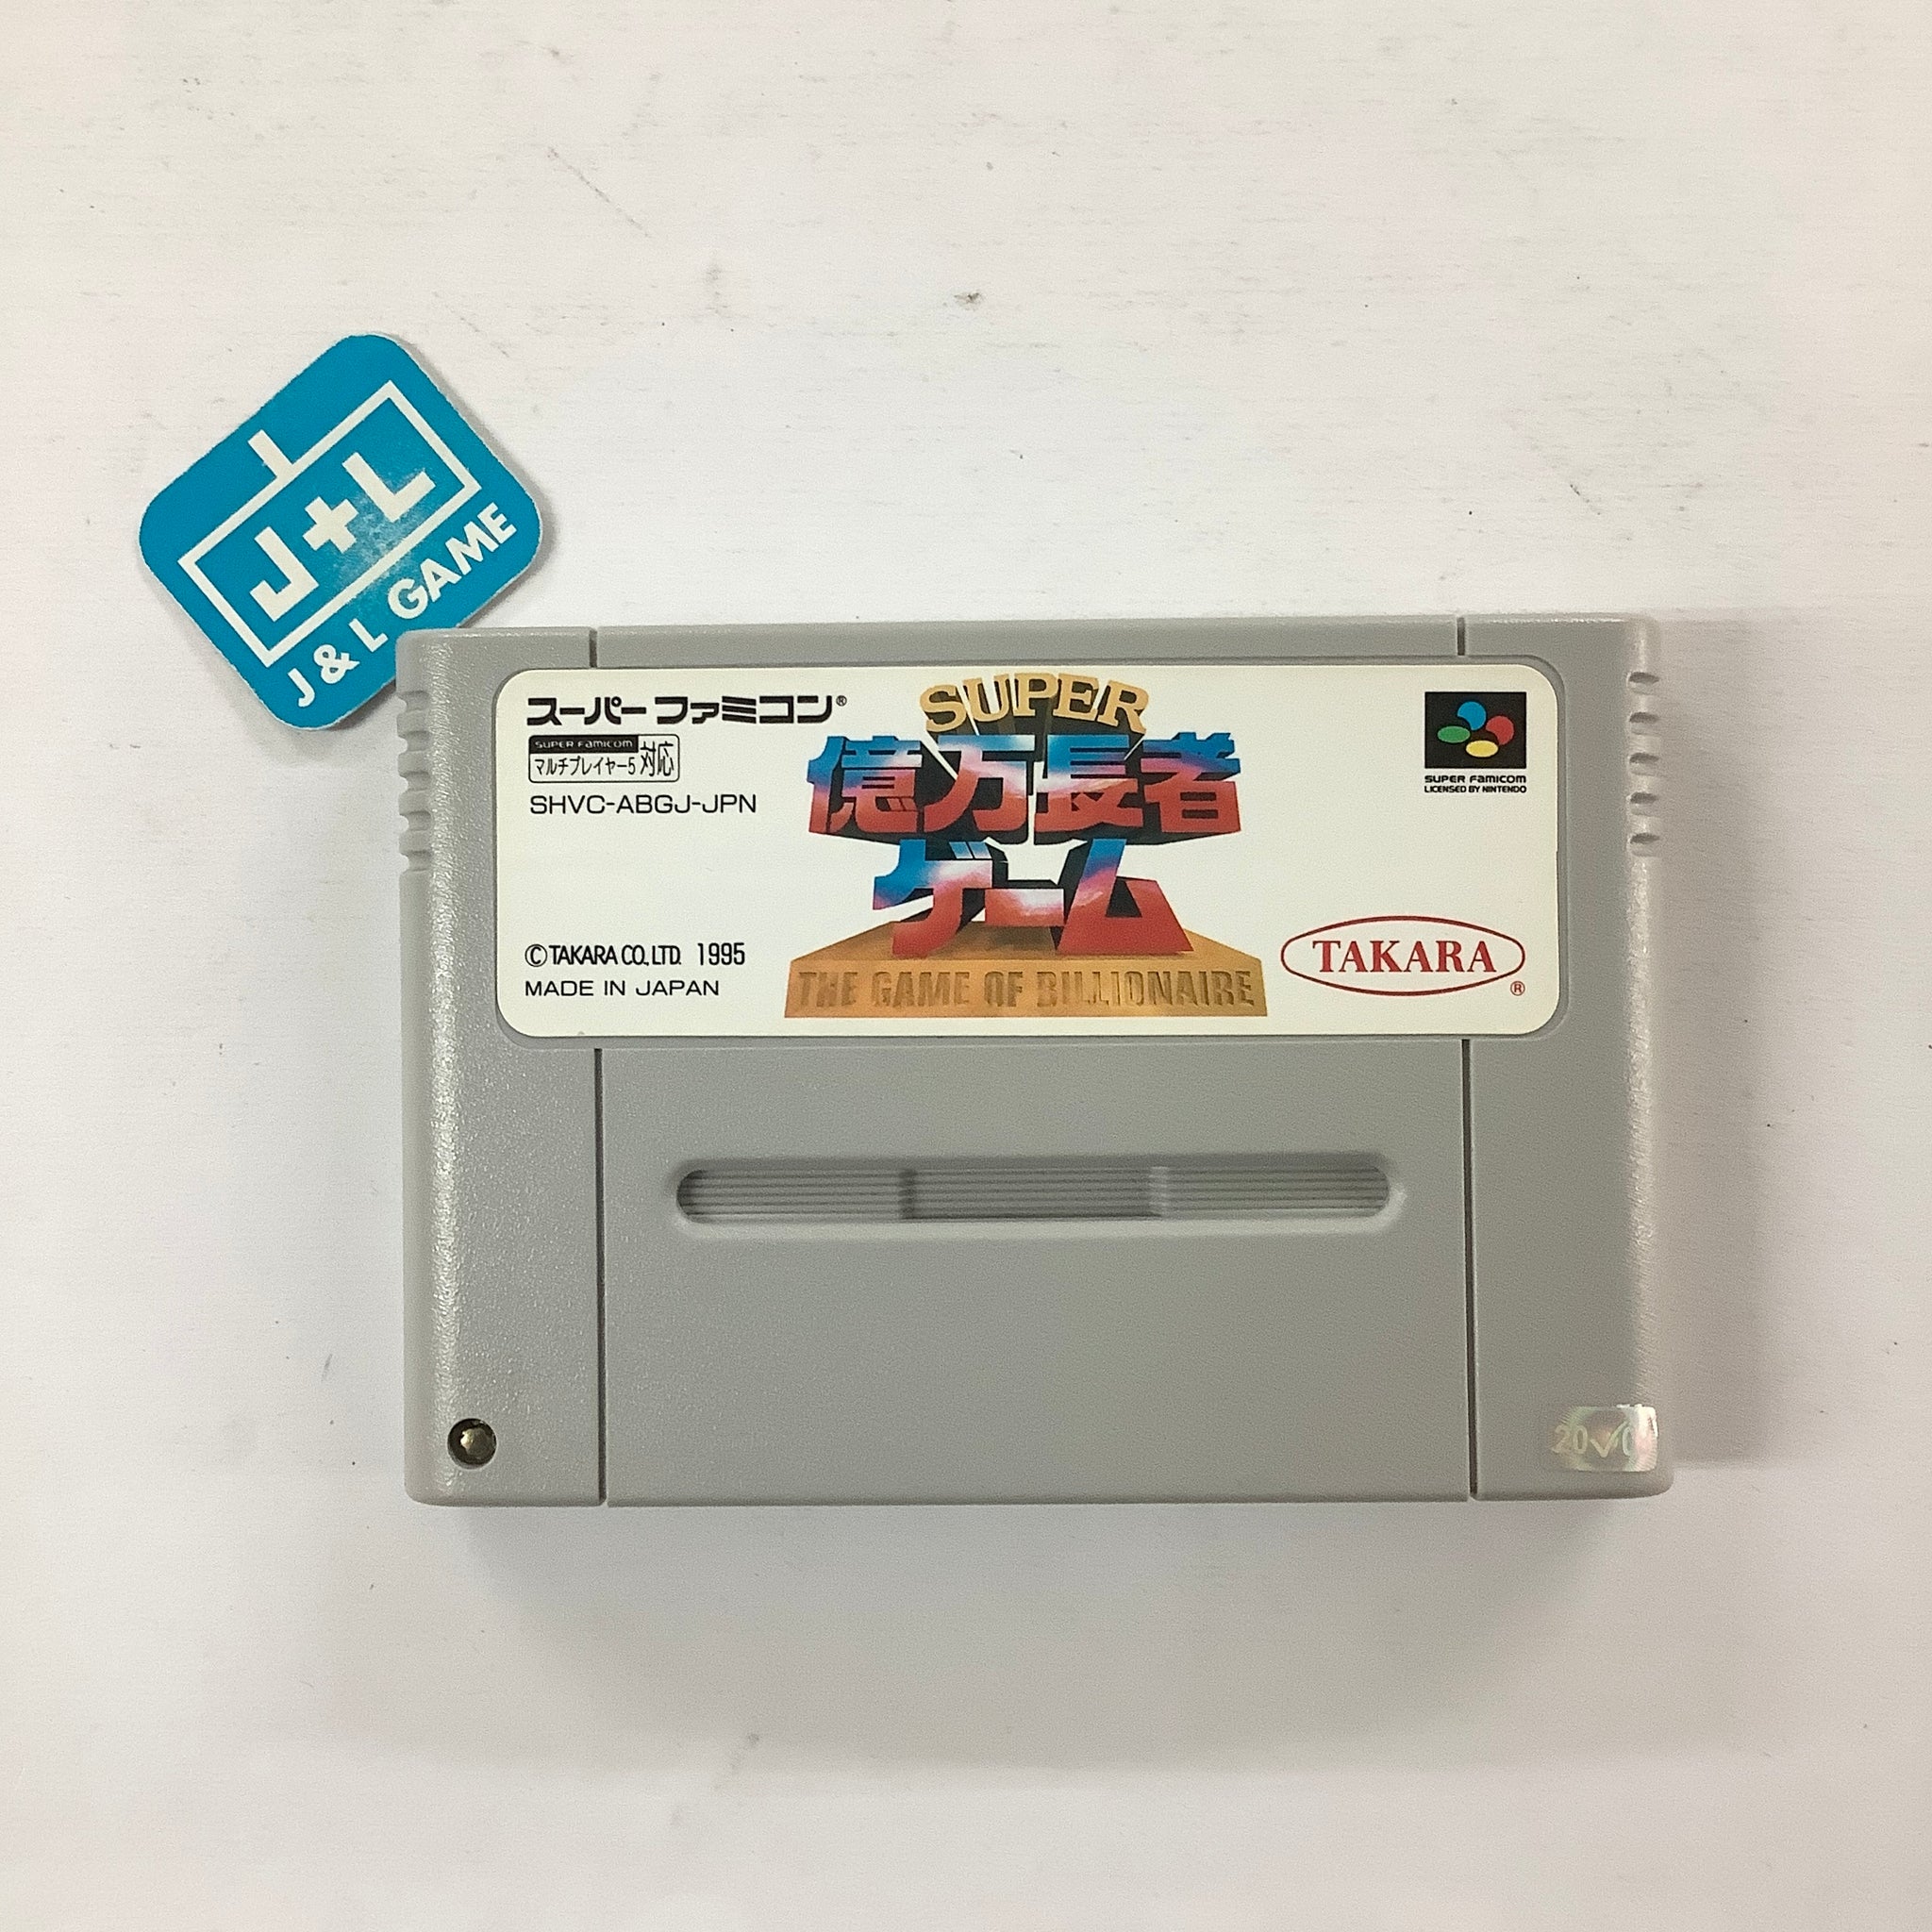 J+L
J & L GAME
スーパーファミコン®
SUPER FAMICOM
マルチプレイヤー5 対応
SHVC-ABGJ-JPN
©TAKARA CO.,LTD. 1995
MADE IN JAPAN
SUPER
億万長者
ゲーム
THE GAME OF BILLIONAIRE
SUPER FAMICOM
LICENSED BY NINTENDO
TAKARA®